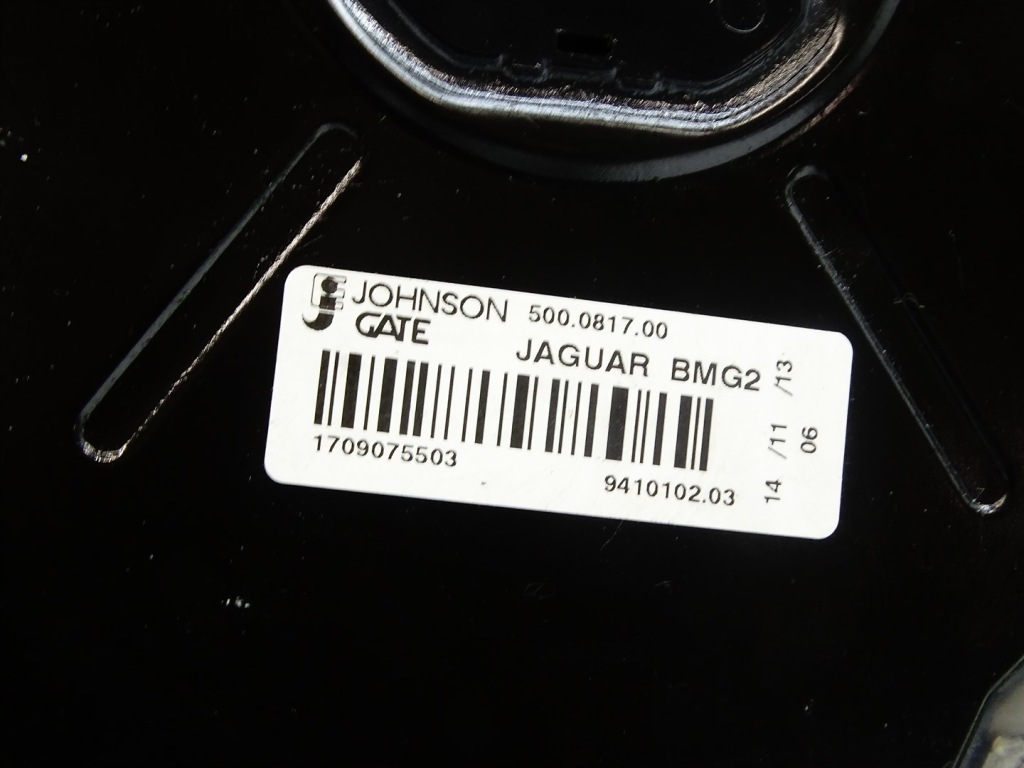 JOHNSON 500.0817.00
GATE
JAGUAR BMG2
1709075503
9410102.03
14 /11 /13
06